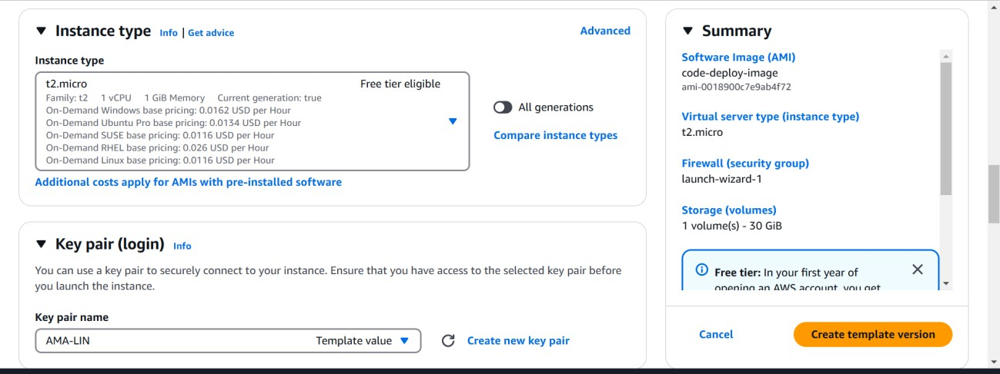 Instance type Info | Get advice
Advanced
Instance type
t2.micro
Free tier eligible
Family: t2 1 vCPU 1 GiB Memory Current generation: true
On-Demand Windows base pricing: 0.0162 USD per Hour
On-Demand Ubuntu Pro base pricing: 0.0134 USD per Hour
On-Demand SUSE base pricing: 0.0116 USD per Hour
On-Demand RHEL base pricing: 0.026 USD per Hour
On-Demand Linux base pricing: 0.0116 USD per Hour
All generations
Compare instance types
Additional costs apply for AMIs with pre-installed software
Key pair (login) Info
You can use a key pair to securely connect to your instance. Ensure that you have access to the selected key pair before
you launch the instance.
Key pair name
AMA-LIN
Template value
Create new key pair
Summary
Software Image (AMI)
code-deploy-image
ami-0018900c7e9ab4f72
Virtual server type (instance type)
t2.micro
Firewall (security group)
launch-wizard-1
Storage (volumes)
1 volume(s) - 30 GiB
Free tier: In your first year of
opening an AWS account, you get
Cancel
Create template version